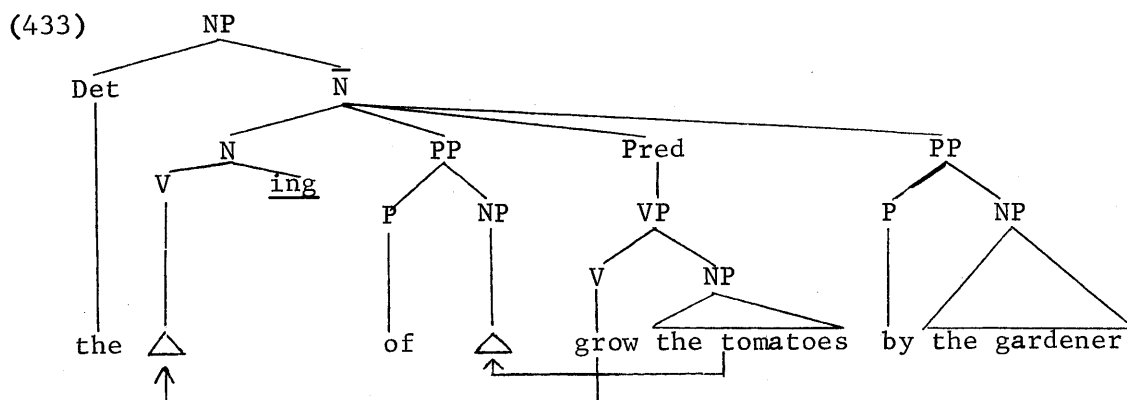 (433) NP
Det N̅
N PP Pred PP
V ing P NP VP P NP
V NP
the △ of △ grow the tomatoes by the gardener